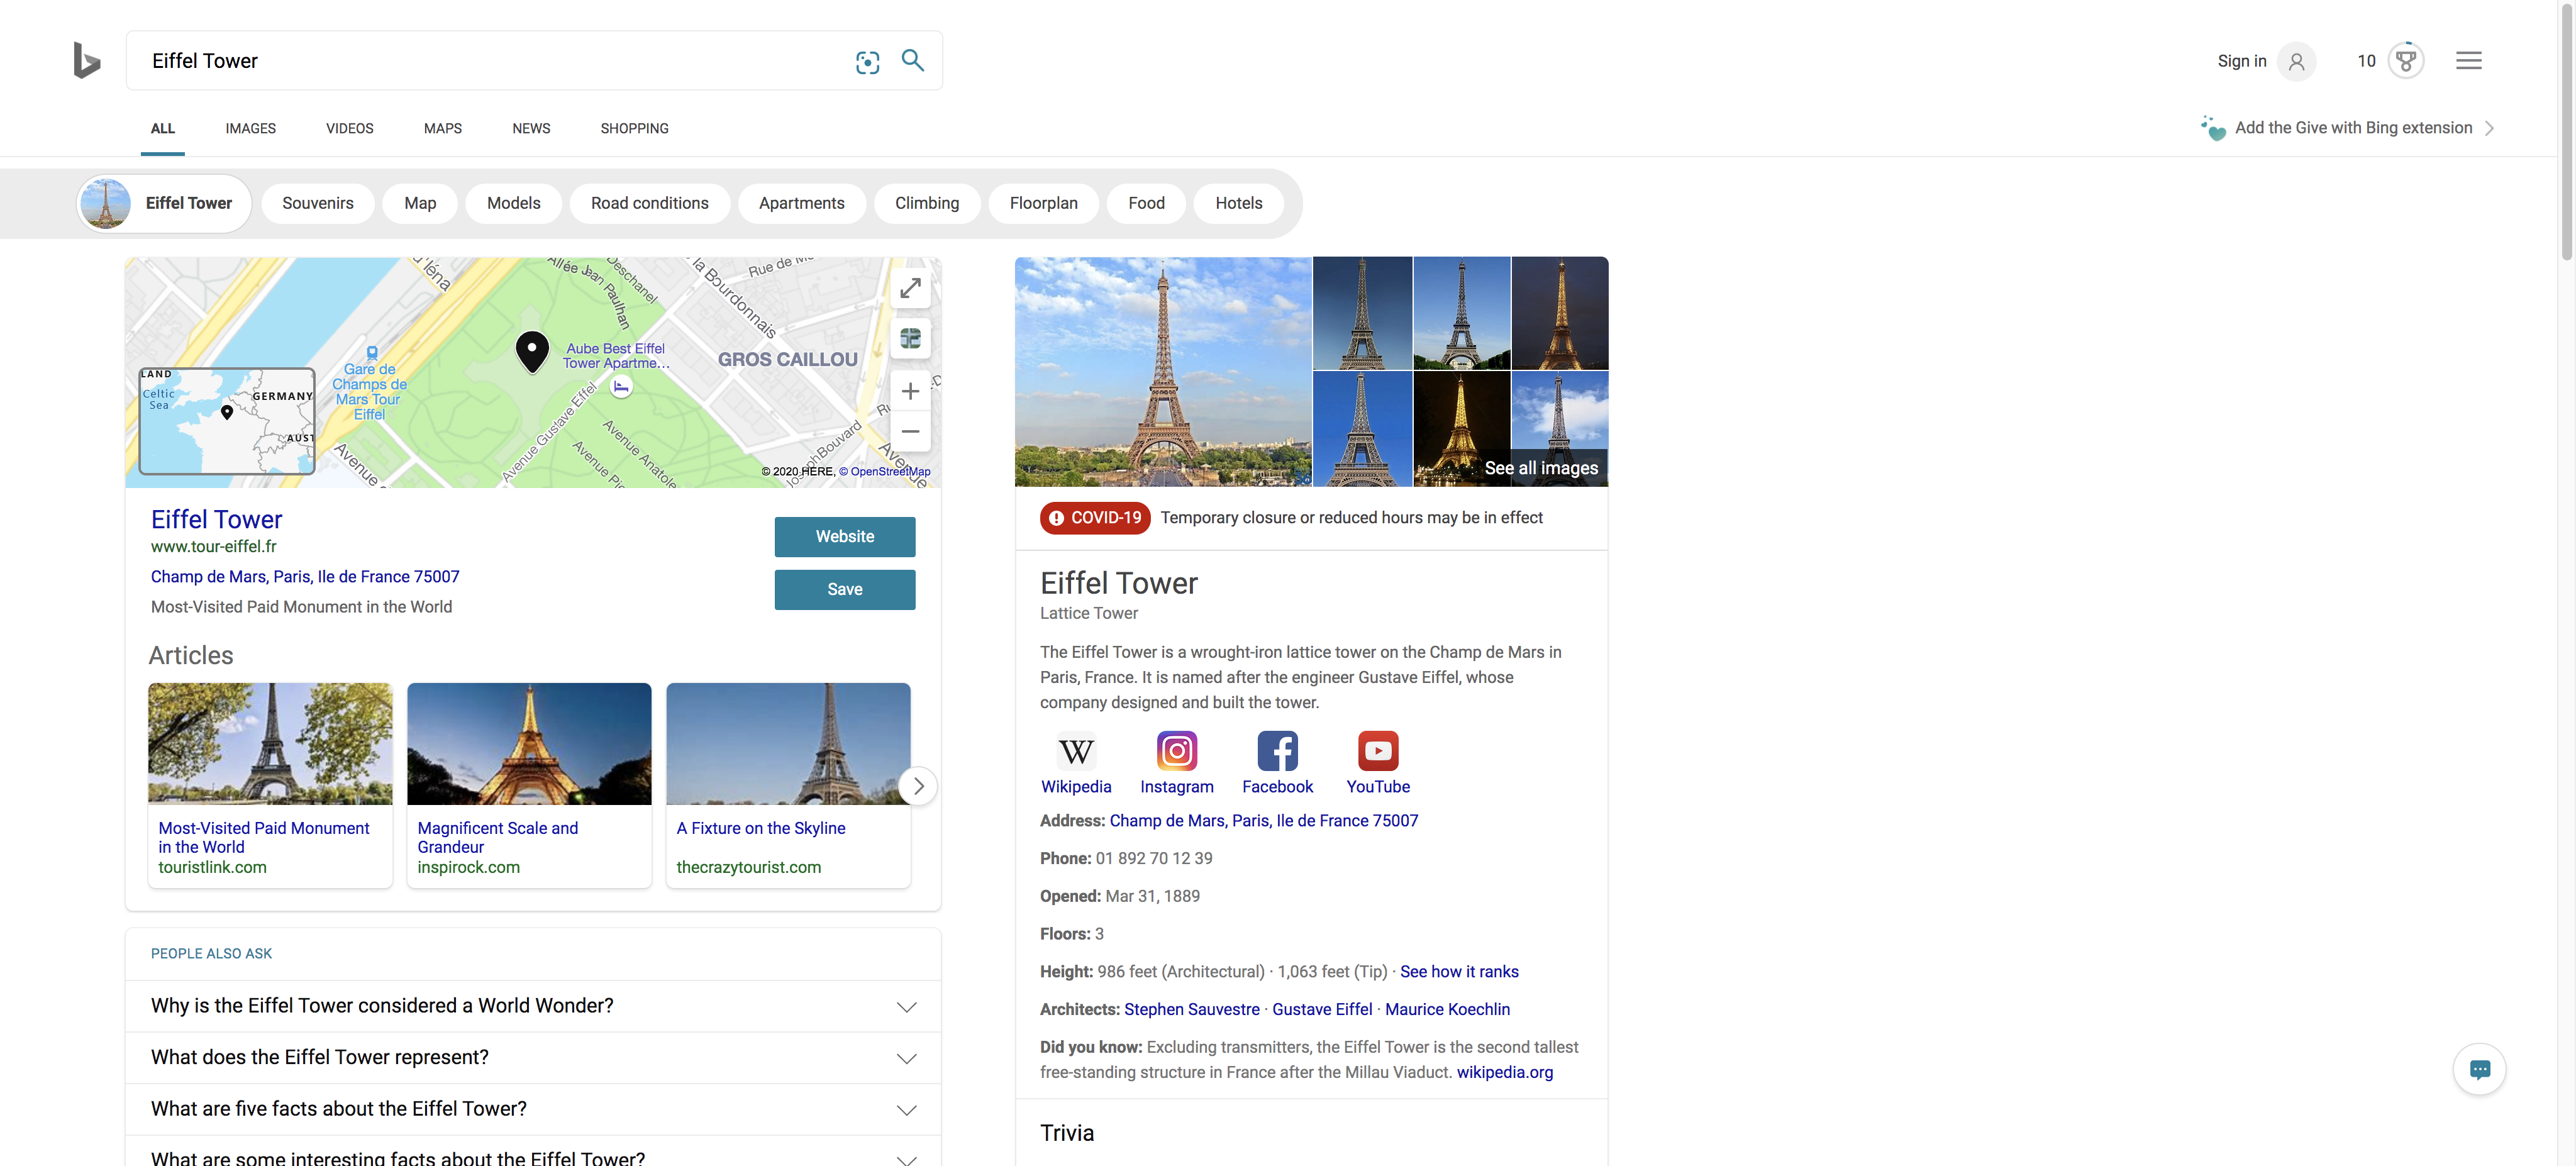 Eiffel Tower
Sign in
10
ALL
IMAGES
VIDEOS
MAPS
NEWS
SHOPPING
Add the Give with Bing extension
Eiffel Tower
Souvenirs
Map
Models
Road conditions
Apartments
Climbing
Floorplan
Food
Hotels
Allée Jean Paulhan
Deschanel
la Bourdonnais
Rue de
Aube Best Eiffel
Tower Apartme...
GROS CAILLOU
Gare de
Champs de
Mars Tour
Eiffel
LAND
Celtic
Sea
GERMANY
AUST
Avenue
Avenue Gustave Eiffel
Avenue Anatole
Avenue
Bouvard
Avenue
© 2020 HERE, © OpenStreetMap
Eiffel Tower
www.tour-eiffel.fr
Champ de Mars, Paris, Ile de France 75007
Most-Visited Paid Monument in the World
Website
Save
Articles
Most-Visited Paid Monument
in the World
touristlink.com
Magnificent Scale and
Grandeur
inspirock.com
A Fixture on the Skyline
thecrazytourist.com
PEOPLE ALSO ASK
Why is the Eiffel Tower considered a World Wonder?
What does the Eiffel Tower represent?
What are five facts about the Eiffel Tower?
What are some interesting facts about the Eiffel Tower?
See all images
COVID-19 Temporary closure or reduced hours may be in effect
Eiffel Tower
Lattice Tower
The Eiffel Tower is a wrought-iron lattice tower on the Champ de Mars in
Paris, France. It is named after the engineer Gustave Eiffel, whose
company designed and built the tower.
W
Wikipedia
Instagram
Facebook
YouTube
Address: Champ de Mars, Paris, Ile de France 75007
Phone: 01 892 70 12 39
Opened: Mar 31, 1889
Floors: 3
Height: 986 feet (Architectural) · 1,063 feet (Tip) · See how it ranks
Architects: Stephen Sauvestre · Gustave Eiffel · Maurice Koechlin
Did you know: Excluding transmitters, the Eiffel Tower is the second tallest
free-standing structure in France after the Millau Viaduct. wikipedia.org
Trivia